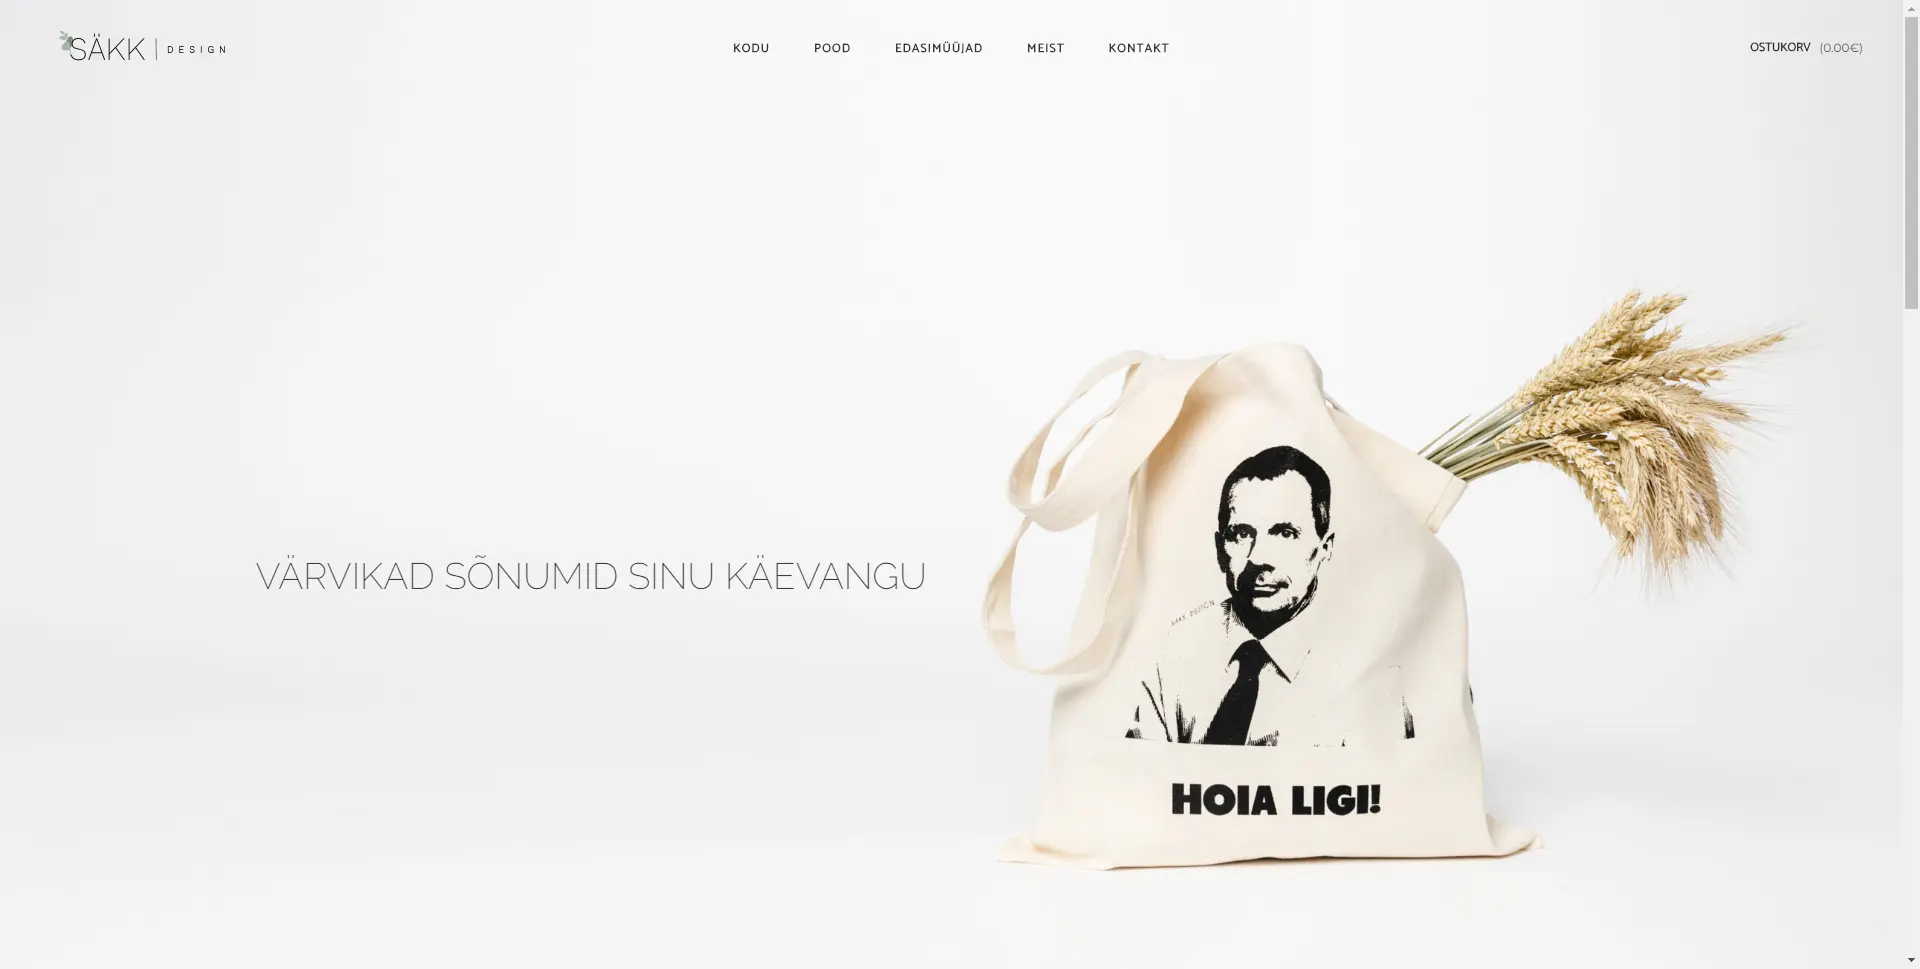 SÄKK | DESIGN
KODU
POOD
EDASIMÜÜJAD
MEIST
KONTAKT
OSTUKORV (0.00€)
VÄRVIKAD SÕNUMID SINU KÄEVANGU
SÄKK DESIGN
HOIA LIGI!